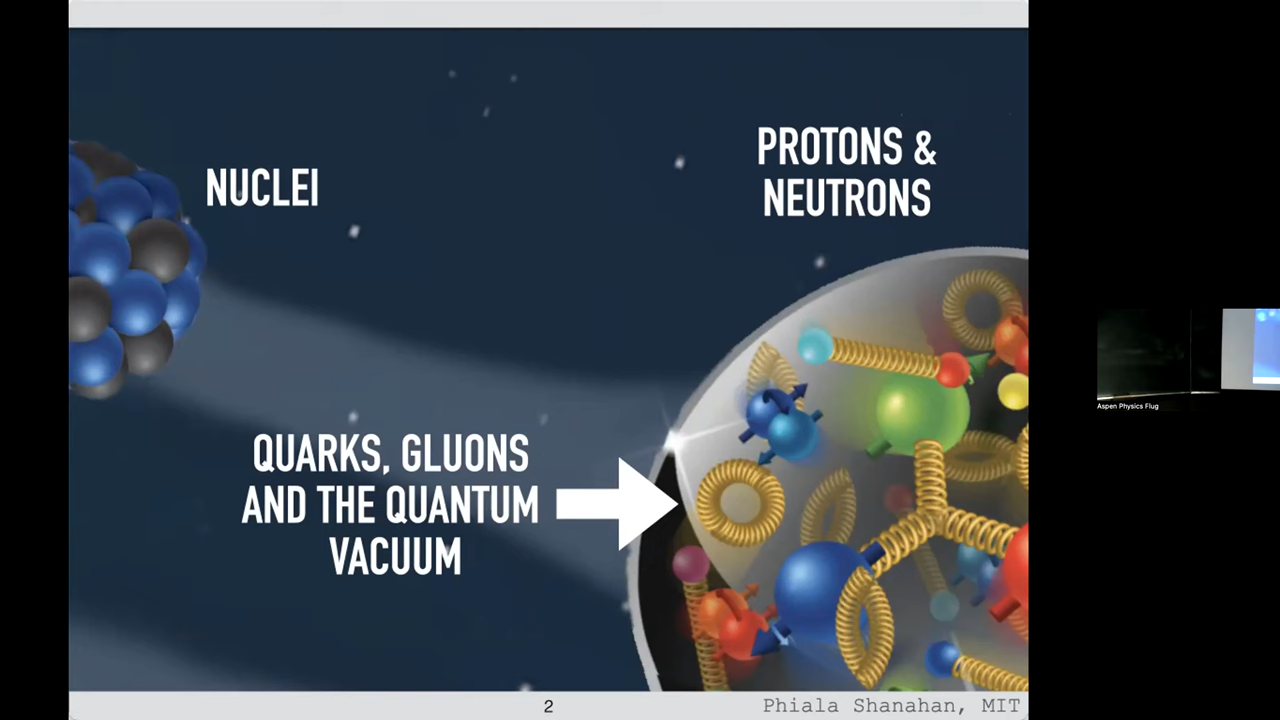 NUCLEI
PROTONS &
NEUTRONS
QUARKS, GLUONS
AND THE QUANTUM
VACUUM
Aspen Physics Flug
2
Phiala Shanahan, MIT